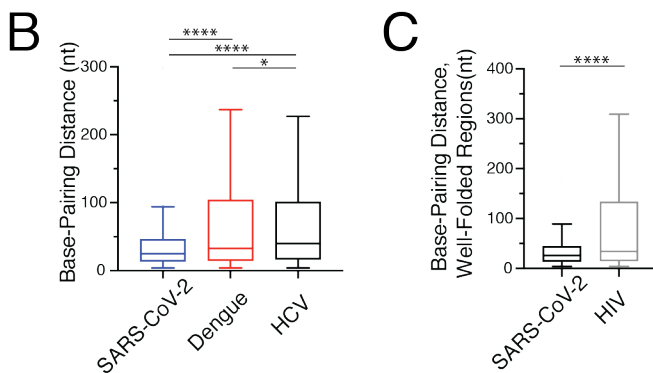 B
****
****
*
Base-Pairing Distance (nt)
300
200
100
0
SARS-CoV-2
Dengue
HCV
C
****
Base-Pairing Distance,
Well-Folded Regions(nt)
400
300
200
100
0
SARS-CoV-2
HIV